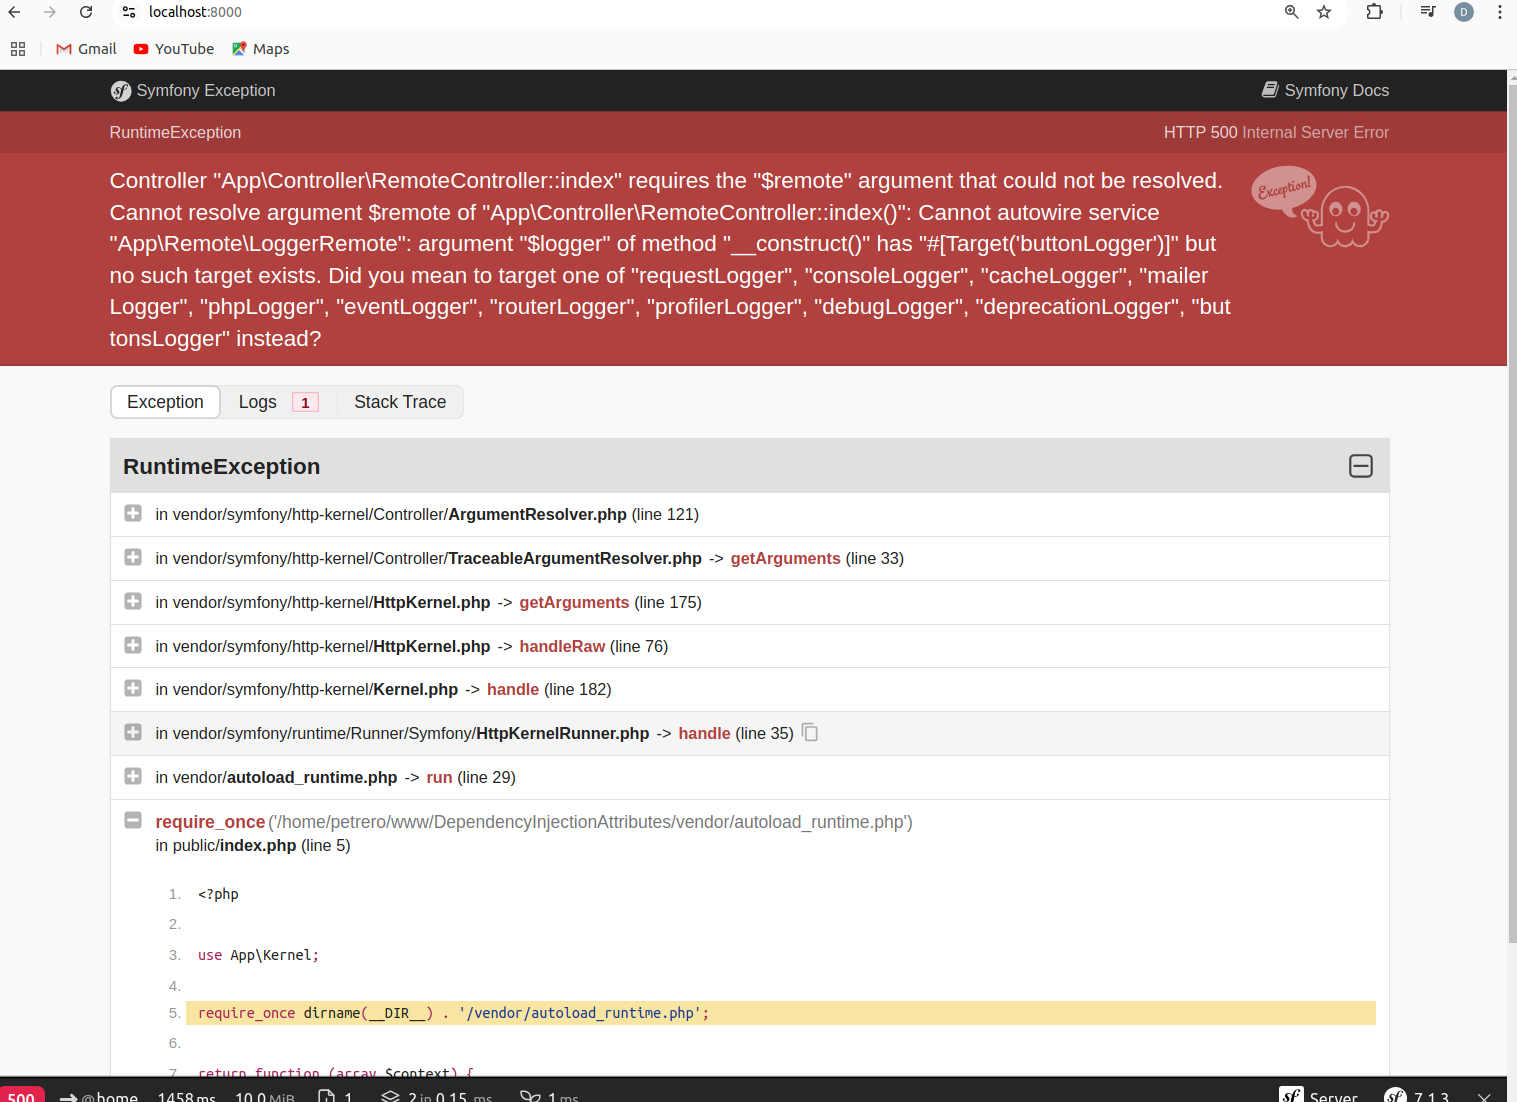 localhost:8000
D
Gmail YouTube Maps
sf Symfony Exception Symfony Docs
RuntimeException HTTP 500 Internal Server Error
Controller "App\Controller\RemoteController::index" requires the "$remote" argument that could not be resolved.
Cannot resolve argument $remote of "App\Controller\RemoteController::index()": Cannot autowire service
"App\Remote\LoggerRemote": argument "$logger" of method "__construct()" has "#[Target('buttonLogger')]" but
no such target exists. Did you mean to target one of "requestLogger", "consoleLogger", "cacheLogger", "mailer
Logger", "phpLogger", "eventLogger", "routerLogger", "profilerLogger", "debugLogger", "deprecationLogger", "but
tonsLogger" instead?
Exception!
Exception Logs 1 Stack Trace
RuntimeException
in vendor/symfony/http-kernel/Controller/ArgumentResolver.php (line 121)
in vendor/symfony/http-kernel/Controller/TraceableArgumentResolver.php -> getArguments (line 33)
in vendor/symfony/http-kernel/HttpKernel.php -> getArguments (line 175)
in vendor/symfony/http-kernel/HttpKernel.php -> handleRaw (line 76)
in vendor/symfony/http-kernel/Kernel.php -> handle (line 182)
in vendor/symfony/runtime/Runner/Symfony/HttpKernelRunner.php -> handle (line 35)
in vendor/autoload_runtime.php -> run (line 29)
require_once('/home/petrero/www/DependencyInjectionAttributes/vendor/autoload_runtime.php')
in public/index.php (line 5)
1. <?php
2.
3. use App\Kernel;
4.
5. require_once dirname(__DIR__) . '/vendor/autoload_runtime.php';
6.
7. return function (array $context) {
500 @home 1458 ms 10.0 MiB 1 2 in 0.15 ms 1 ms sf Server sf 7.1.3